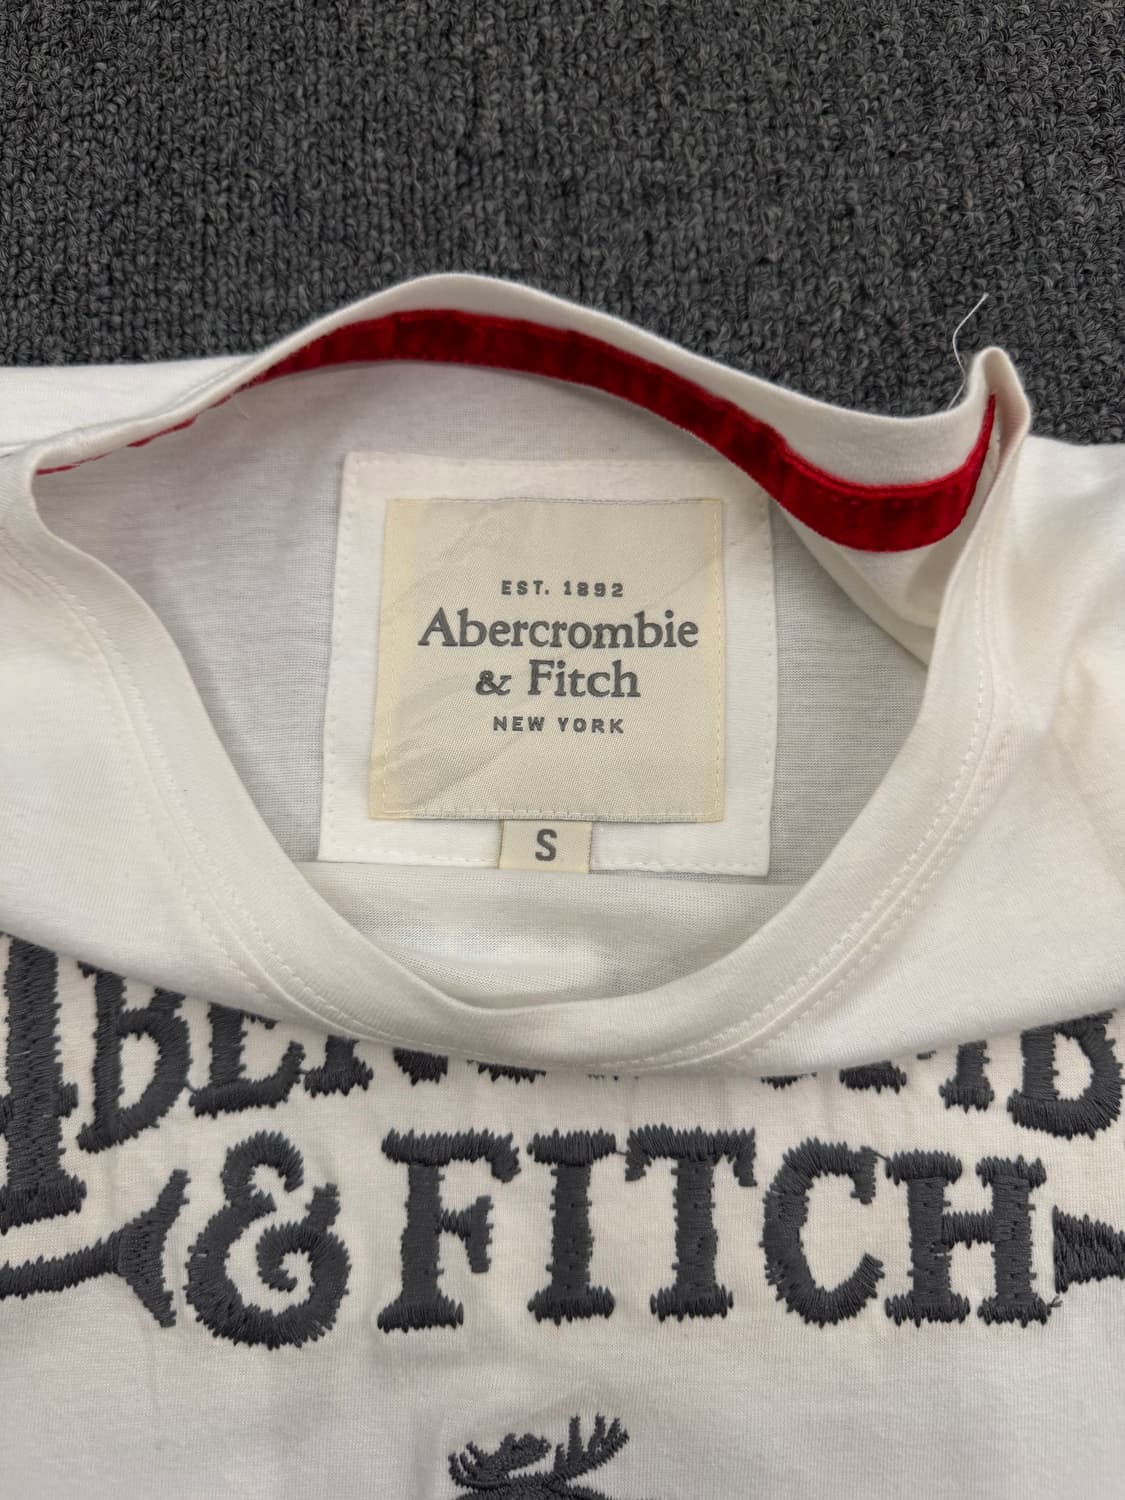 EST. 1892
Abercrombie
& Fitch
NEW YORK
S
& FITCH